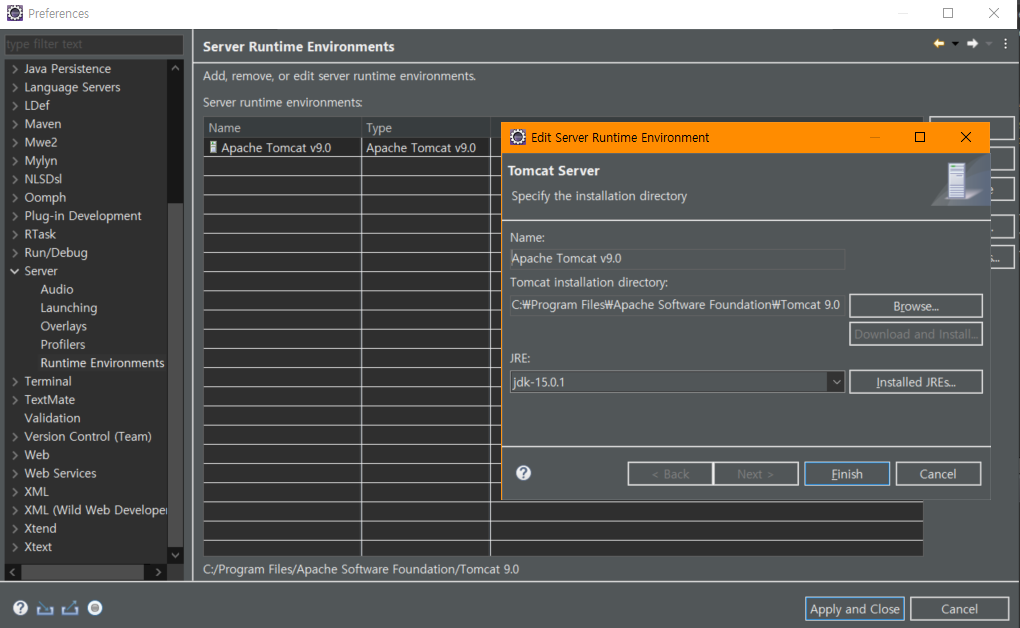 Preferences
type filter text
Server Runtime Environments
Java Persistence
Language Servers
LDef
Maven
Mwe2
Mylyn
NLSDsl
Oomph
Plug-in Development
RTask
Run/Debug
Server
Audio
Launching
Overlays
Profilers
Runtime Environments
Terminal
TextMate
Validation
Version Control (Team)
Web
Web Services
XML
XML (Wild Web Develope
Xtend
Xtext
Add, remove, or edit server runtime environments.
Server runtime environments:
Name Type
Apache Tomcat v9.0 Apache Tomcat v9.0
Edit Server Runtime Environment
Tomcat Server
Specify the installation directory
Name:
Apache Tomcat v9.0
Tomcat installation directory:
C:₩Program Files₩Apache Software Foundation₩Tomcat 9.0 Browse...
Download and Install...
JRE:
jdk-15.0.1 Installed JREs...
< Back Next > Finish Cancel
C:/Program Files/Apache Software Foundation/Tomcat 9.0
Apply and Close Cancel